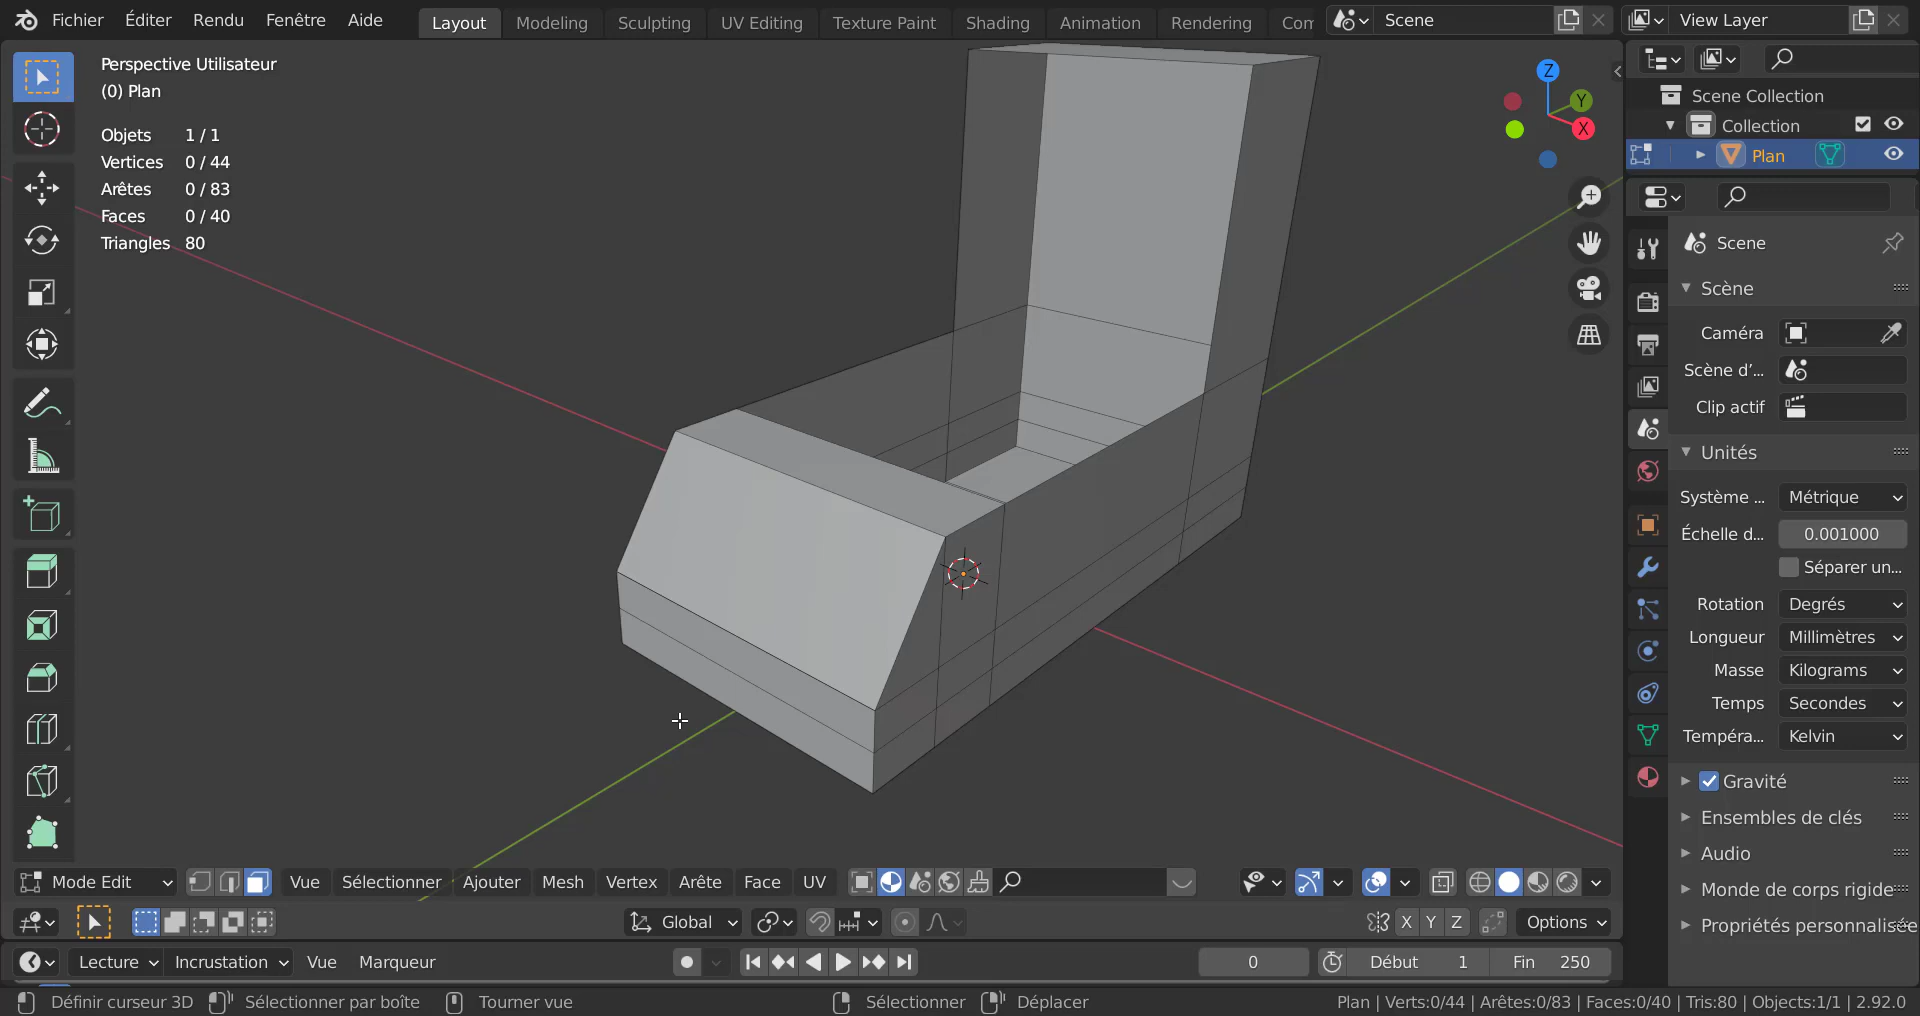 Fichier Éditer Rendu Fenêtre Aide Layout Modeling Sculpting UV Editing Texture Paint Shading Animation Rendering Scene View Layer
Perspective Utilisateur
(0) Plan
Objets 1 / 1
Vertices 0 / 44
Arêtes 0 / 83
Faces 0 / 40
Triangles 80
Z
Y
X
Scene Collection
Collection
Plan
Scene
Scène
Caméra
Scène d’...
Clip actif
Unités
Système ... Métrique
Échelle d... 0.001000
Séparer un...
Rotation Degrés
Longueur Millimètres
Masse Kilograms
Temps Secondes
Tempéra... Kelvin
Gravité
Ensembles de clés
Audio
Monde de corps rigide
Propriétés personnalisée
Mode Edit Vue Sélectionner Ajouter Mesh Vertex Arête Face UV
Global X Y Z Options
Lecture Incrustation Vue Marqueur 0 Début 1 Fin 250
Définir curseur 3D Sélectionner par boîte Tourner vue Sélectionner Déplacer Plan | Verts:0/44 | Arêtes:0/83 | Faces:0/40 | Tris:80 | Objects:1/1 | 2.92.0